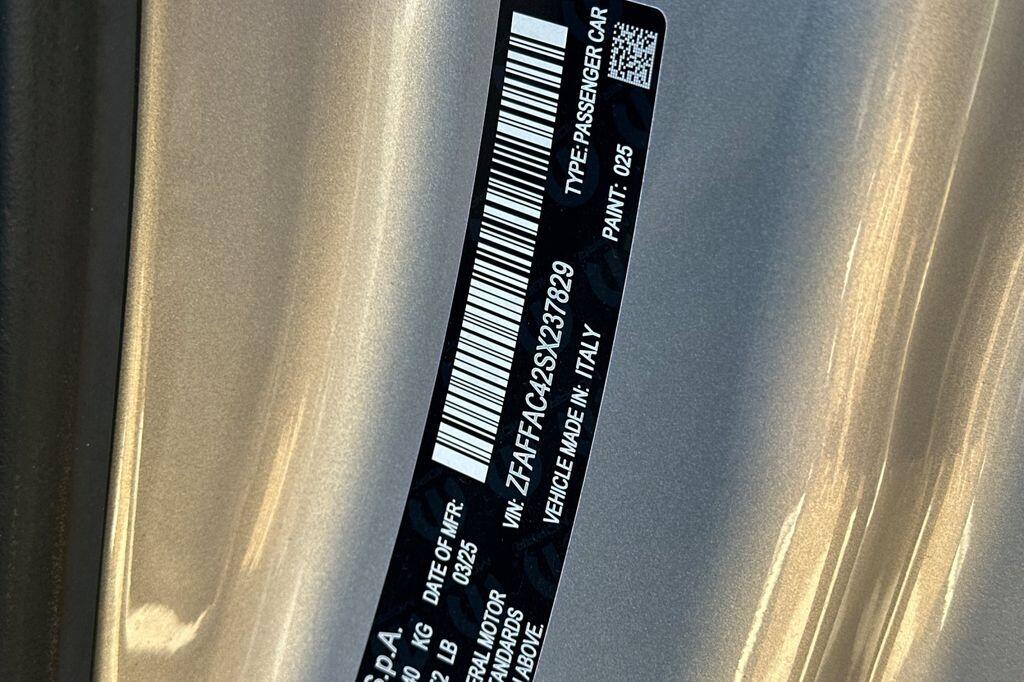 S.p.A.
KG
LB
DATE OF MFR:
03/25
MOTOR
ABOVE.
VIN: ZFAFFAC42SX237829
TYPE: PASSENGER CAR
VEHICLE MADE IN: ITALY
PAINT: 025